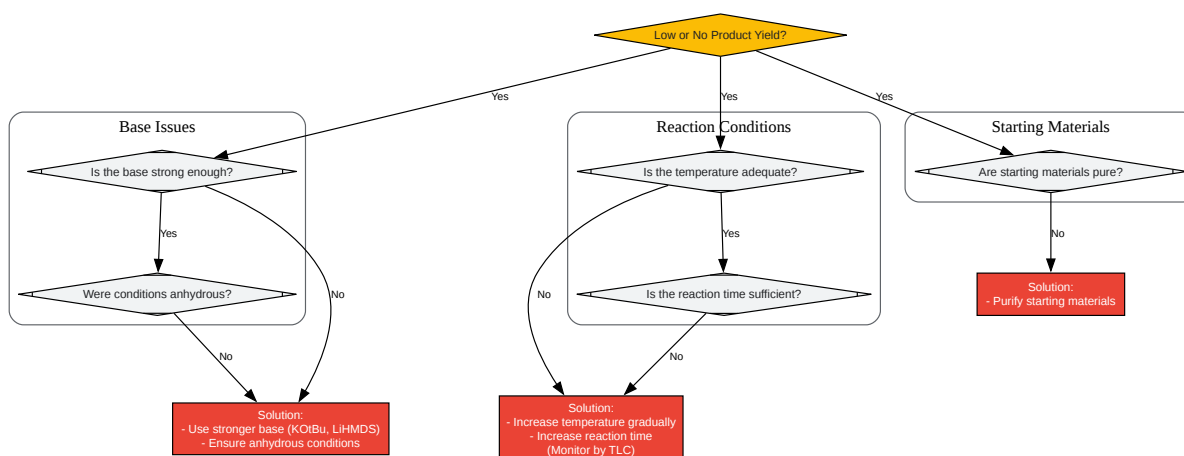 Low or No Product Yield?
Yes
Yes
Yes
Base Issues
Reaction Conditions
Starting Materials
Is the base strong enough?
Is the temperature adequate?
Are starting materials pure?
Yes
Yes
No
Were conditions anhydrous?
No
No
Is the reaction time sufficient?
Solution:
- Purify starting materials
No
No
Solution:
- Use stronger base (KOtBu, LiHMDS)
- Ensure anhydrous conditions
Solution:
- Increase temperature gradually
- Increase reaction time
(Monitor by TLC)